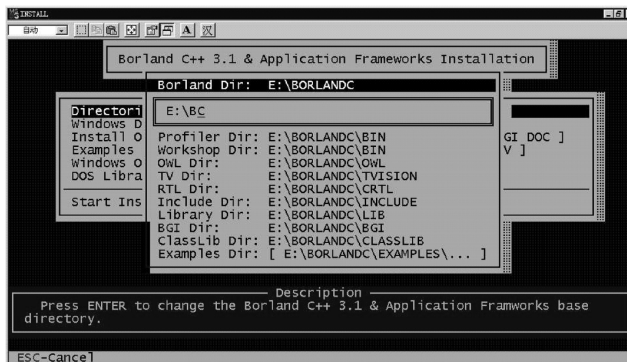 INSTALL
自动
A 汉
Borland C++ 3.1 & Application Frameworks Installation
Borland Dir: E:\BORLANDC
E:\BC
Directori
Windows D
Install O GI DOC ]
Examples V ]
Windows O
DOS Libra
Start Ins
Profiler Dir: E:\BORLANDC\BIN
Workshop Dir: E:\BORLANDC\BIN
OWL Dir: E:\BORLANDC\OWL
TV Dir: E:\BORLANDC\TVISION
RTL Dir: E:\BORLANDC\CRTL
Include Dir: E:\BORLANDC\INCLUDE
Library Dir: E:\BORLANDC\LIB
BGI Dir: E:\BORLANDC\BGI
ClassLib Dir: E:\BORLANDC\CLASSLIB
Examples Dir: [ E:\BORLANDC\EXAMPLES\... ]
Description
Press ENTER to change the Borland C++ 3.1 & Application Framworks base
directory.
ESC-Cancel